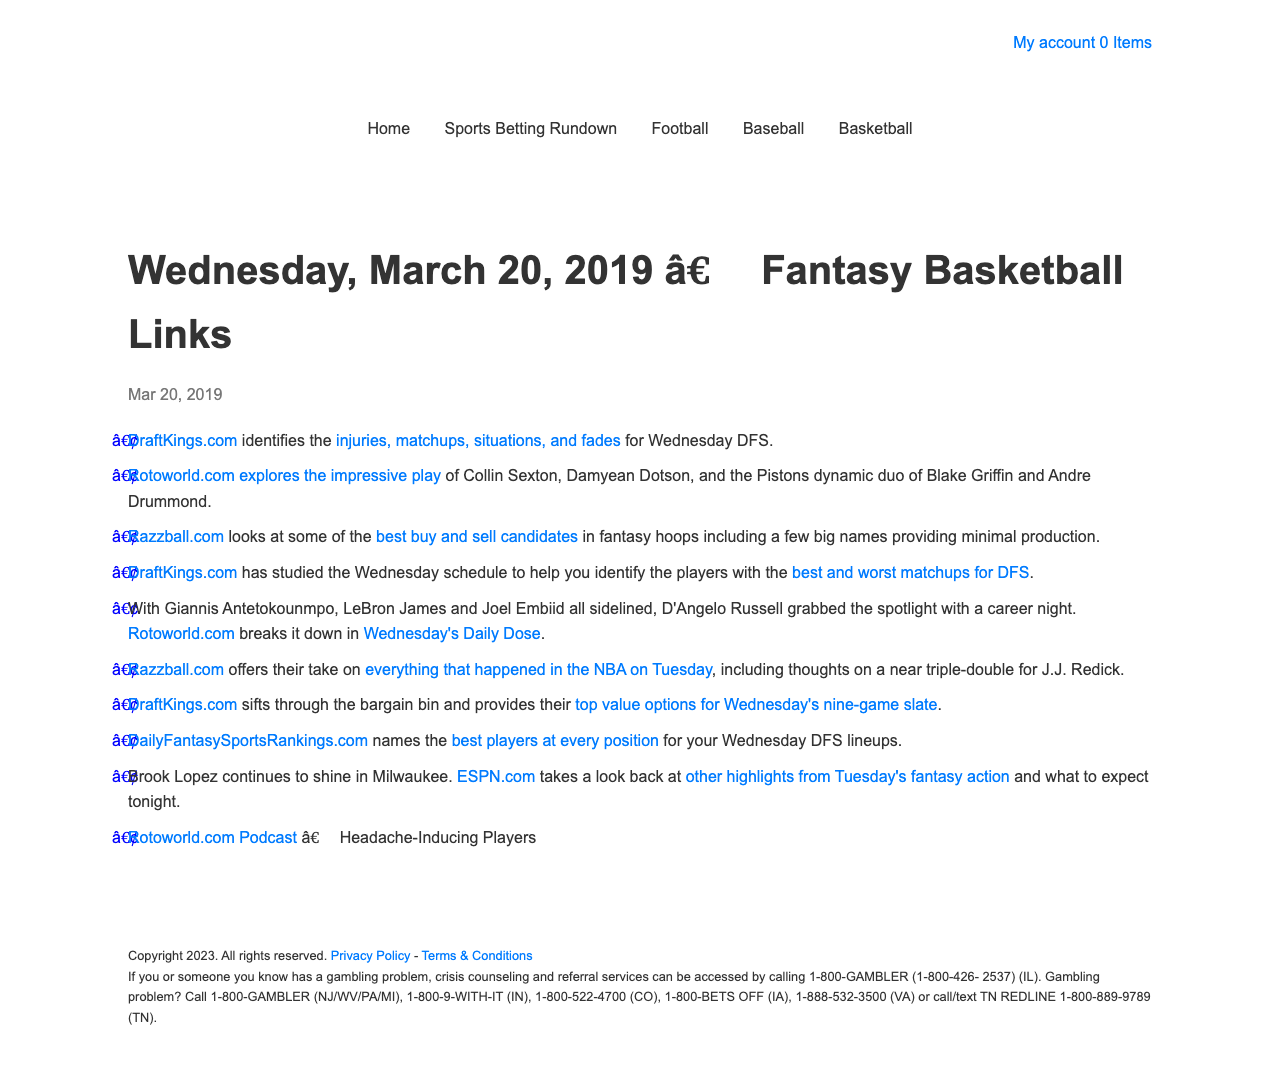 My account 0 Items
Home Sports Betting Rundown Football Baseball Basketball
Wednesday, March 20, 2019 â€ Fantasy Basketball
Links
Mar 20, 2019
â€¢ DraftKings.com identifies the injuries, matchups, situations, and fades for Wednesday DFS.
â€¢ Rotoworld.com explores the impressive play of Collin Sexton, Damyean Dotson, and the Pistons dynamic duo of Blake Griffin and Andre
Drummond.
â€¢ Razzball.com looks at some of the best buy and sell candidates in fantasy hoops including a few big names providing minimal production.
â€¢ DraftKings.com has studied the Wednesday schedule to help you identify the players with the best and worst matchups for DFS.
â€¢ With Giannis Antetokounmpo, LeBron James and Joel Embiid all sidelined, D'Angelo Russell grabbed the spotlight with a career night.
Rotoworld.com breaks it down in Wednesday's Daily Dose.
â€¢ Razzball.com offers their take on everything that happened in the NBA on Tuesday, including thoughts on a near triple-double for J.J. Redick.
â€¢ DraftKings.com sifts through the bargain bin and provides their top value options for Wednesday's nine-game slate.
â€¢ DailyFantasySportsRankings.com names the best players at every position for your Wednesday DFS lineups.
â€¢ Brook Lopez continues to shine in Milwaukee. ESPN.com takes a look back at other highlights from Tuesday's fantasy action and what to expect
tonight.
â€¢ Rotoworld.com Podcast â€ Headache-Inducing Players
Copyright 2023. All rights reserved. Privacy Policy - Terms & Conditions
If you or someone you know has a gambling problem, crisis counseling and referral services can be accessed by calling 1-800-GAMBLER (1-800-426- 2537) (IL). Gambling
problem? Call 1-800-GAMBLER (NJ/WV/PA/MI), 1-800-9-WITH-IT (IN), 1-800-522-4700 (CO), 1-800-BETS OFF (IA), 1-888-532-3500 (VA) or call/text TN REDLINE 1-800-889-9789
(TN).